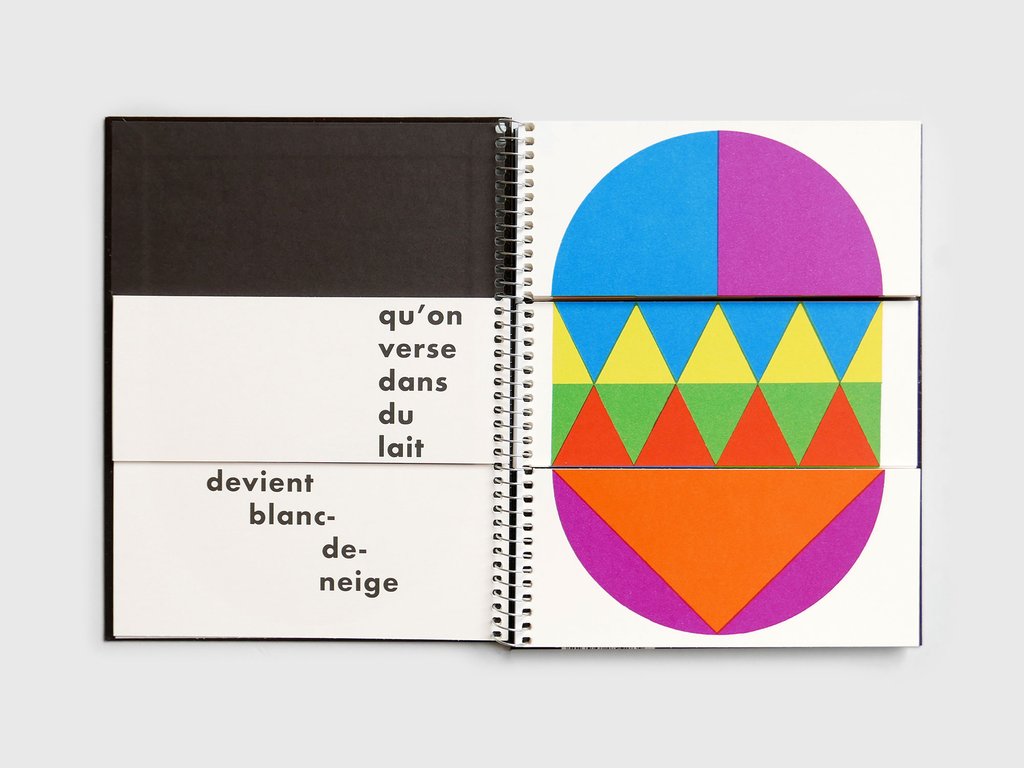 qu’on
verse
dans
du
lait
devient
blanc-
de-
neige